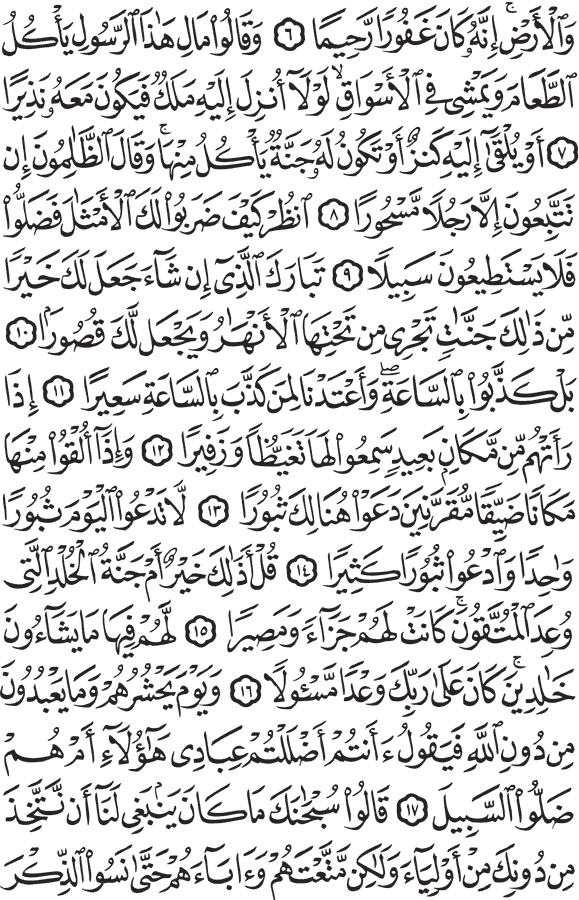 وَٱلْأَرْضِ ۚ إِنَّهُۥ كَانَ غَفُورًا رَّحِيمًا ٦ وَقَالُوا۟ مَالِ هَٰذَا ٱلرَّسُولِ يَأْكُلُ
ٱلطَّعَامَ وَيَمْشِى فِى ٱلْأَسْوَاقِ ۙ لَوْلَآ أُنزِلَ إِلَيْهِ مَلَكٌ فَيَكُونَ مَعَهُۥ نَذِيرًا
٧ أَوْ يُلْقَىٰٓ إِلَيْهِ كَنزٌ أَوْ تَكُونُ لَهُۥ جَنَّةٌ يَأْكُلُ مِنْهَا ۚ وَقَالَ ٱلظَّٰلِمُونَ إِن
تَتَّبِعُونَ إِلَّا رَجُلًا مَّسْحُورًا ٨ ٱنظُرْ كَيْفَ ضَرَبُوا۟ لَكَ ٱلْأَمْثَٰلَ فَضَلُّوا۟
فَلَا يَسْتَطِيعُونَ سَبِيلًا ٩ تَبَارَكَ ٱلَّذِىٓ إِن شَآءَ جَعَلَ لَكَ خَيْرًا
مِّن ذَٰلِكَ جَنَّٰتٍ تَجْرِى مِن تَحْتِهَا ٱلْأَنْهَٰرُ وَيَجْعَل لَّكَ قُصُورًۢا ١٠
بَلْ كَذَّبُوا۟ بِٱلسَّاعَةِ ۖ وَأَعْتَدْنَا لِمَن كَذَّبَ بِٱلسَّاعَةِ سَعِيرًا ١١ إِذَا
رَأَتْهُم مِّن مَّكَانٍۭ بَعِيدٍ سَمِعُوا۟ لَهَا تَغَيُّظًا وَزَفِيرًا ١٢ وَإِذَآ أُلْقُوا۟ مِنْهَا
مَكَانًا ضَيِّقًا مُّقَرَّنِينَ دَعَوْا۟ هُنَالِكَ ثُبُورًا ١٣ لَّا تَدْعُوا۟ ٱلْيَوْمَ ثُبُورًا
وَٰحِدًا وَٱدْعُوا۟ ثُبُورًا كَثِيرًا ١٤ قُلْ أَذَٰلِكَ خَيْرٌ أَمْ جَنَّةُ ٱلْخُلْدِ ٱلَّتِى
وُعِدَ ٱلْمُتَّقُونَ ۚ كَانَتْ لَهُمْ جَزَآءً وَمَصِيرًا ١٥ لَّهُمْ فِيهَا مَا يَشَآءُونَ
خَٰلِدِينَ ۚ كَانَ عَلَىٰ رَبِّكَ وَعْدًا مَّسْـُٔولًا ١٦ وَيَوْمَ يَحْشُرُهُمْ وَمَا يَعْبُدُونَ
مِن دُونِ ٱللَّهِ فَيَقُولُ ءَأَنتُمْ أَضْلَلْتُمْ عِبَادِى هَٰٓؤُلَآءِ أَمْ هُمْ
ضَلُّوا۟ ٱلسَّبِيلَ ١٧ قَالُوا۟ سُبْحَٰنَكَ مَا كَانَ يَنۢبَغِى لَنَآ أَن نَّتَّخِذَ
مِن دُونِكَ مِنْ أَوْلِيَآءَ وَلَٰكِن مَّتَّعْتَهُمْ وَءَابَآءَهُمْ حَتَّىٰ نَسُوا۟ ٱلذِّكْرَ